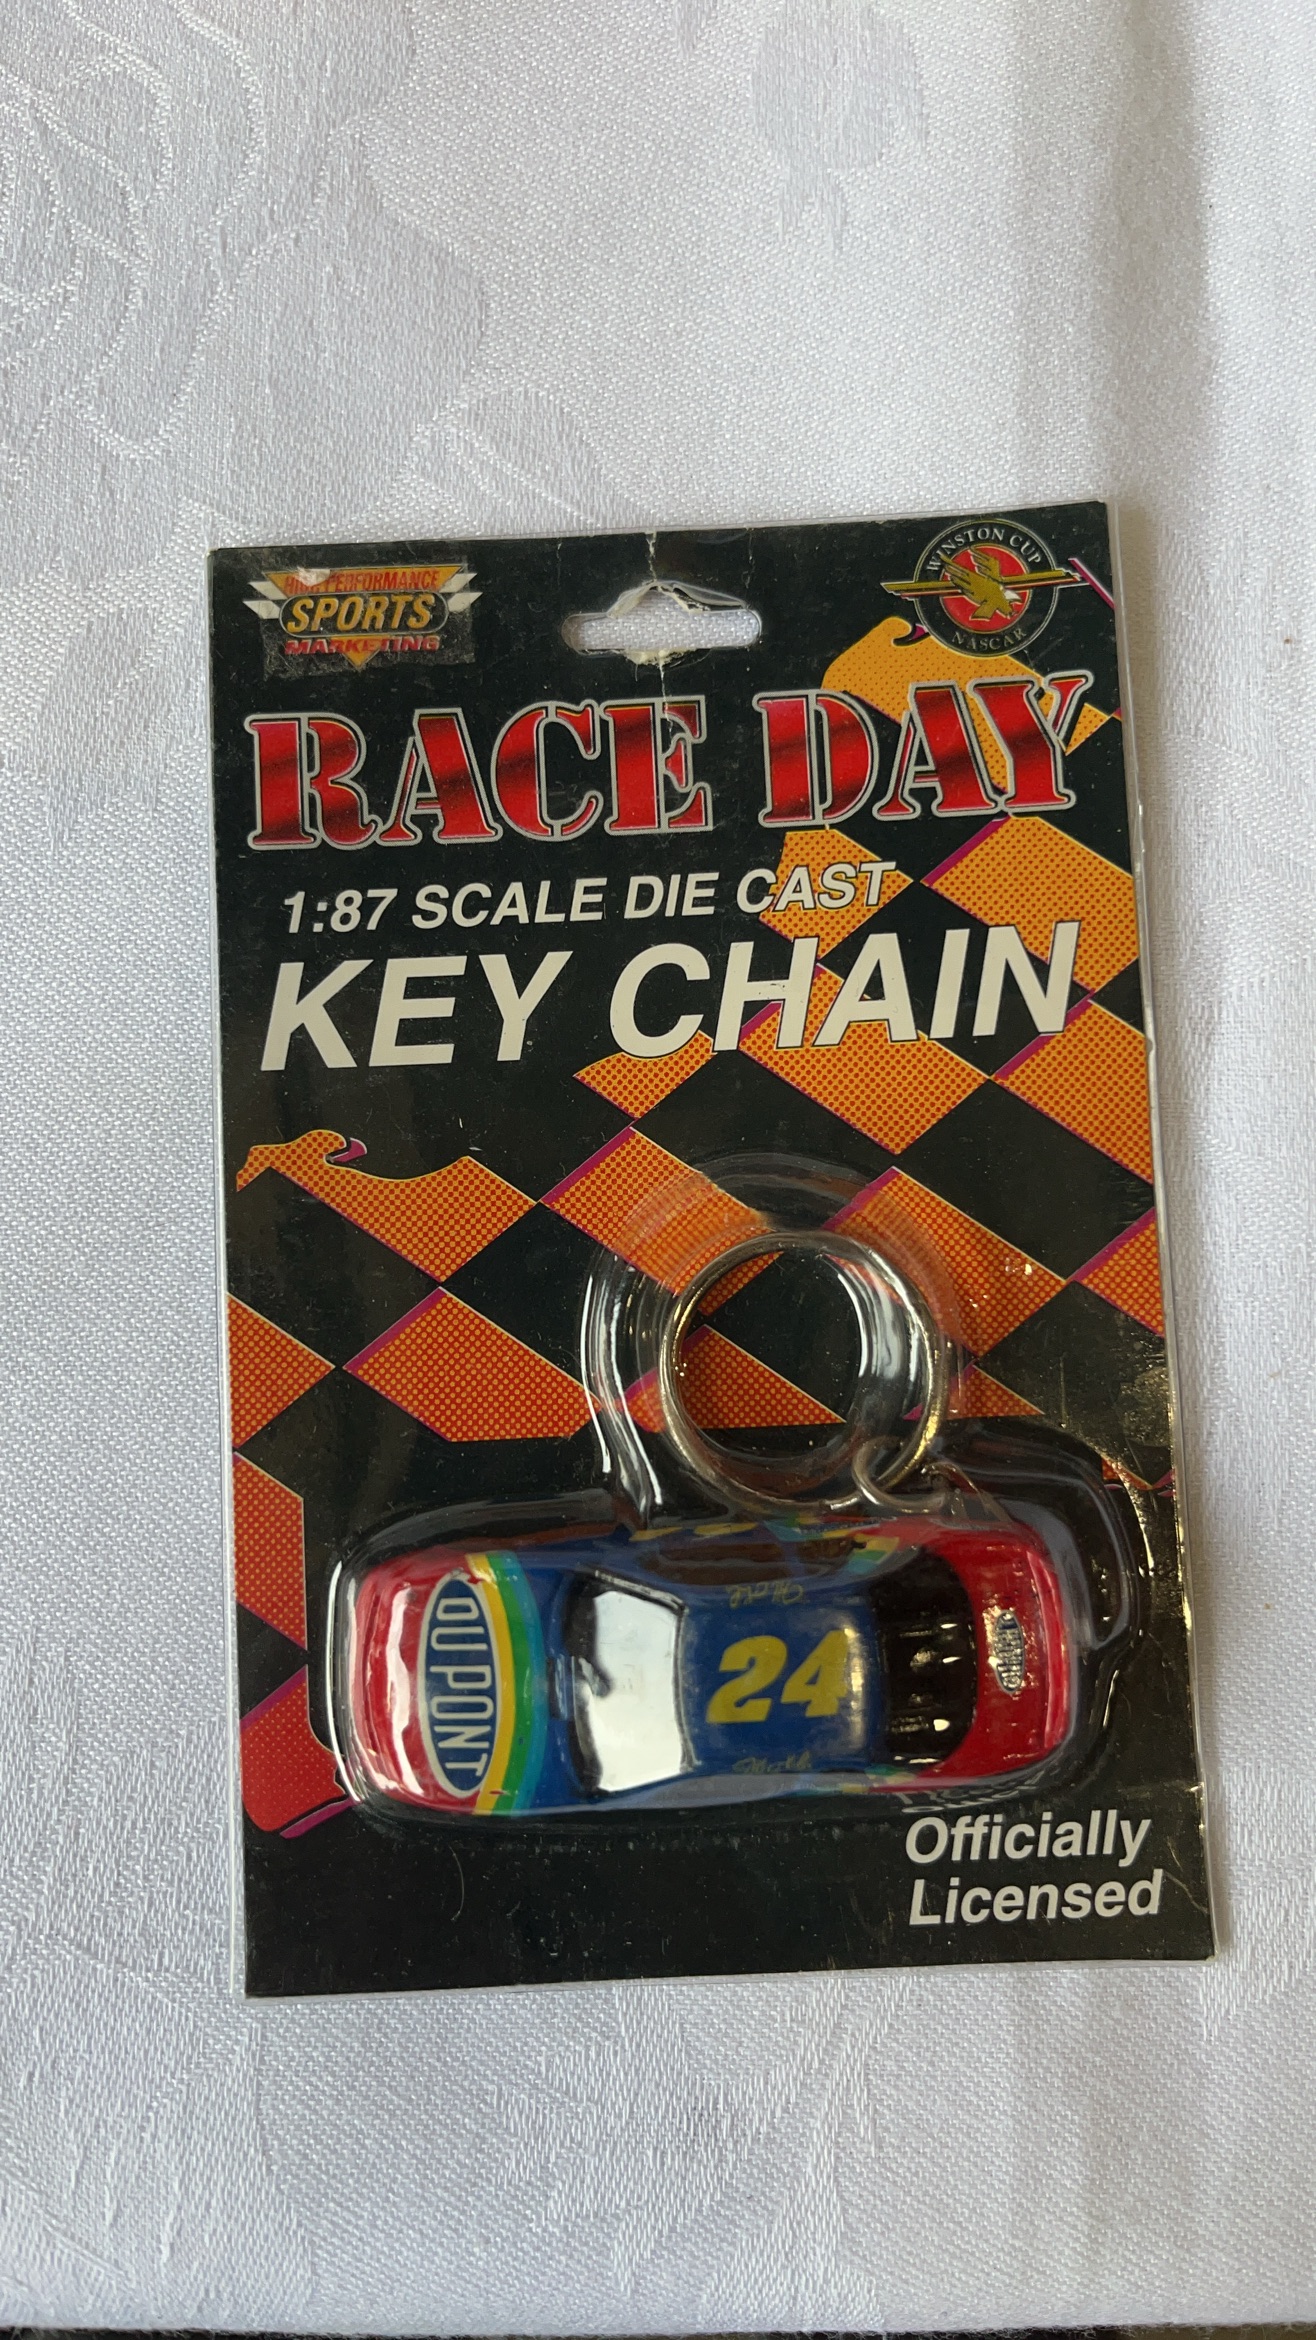 HIGH PERFORMANCE
SPORTS
MARKETING
WINSTON CUP
NASCAR
RACE DAY
1:87 SCALE DIE CAST
KEY CHAIN
DUPONT
24
Officially
Licensed